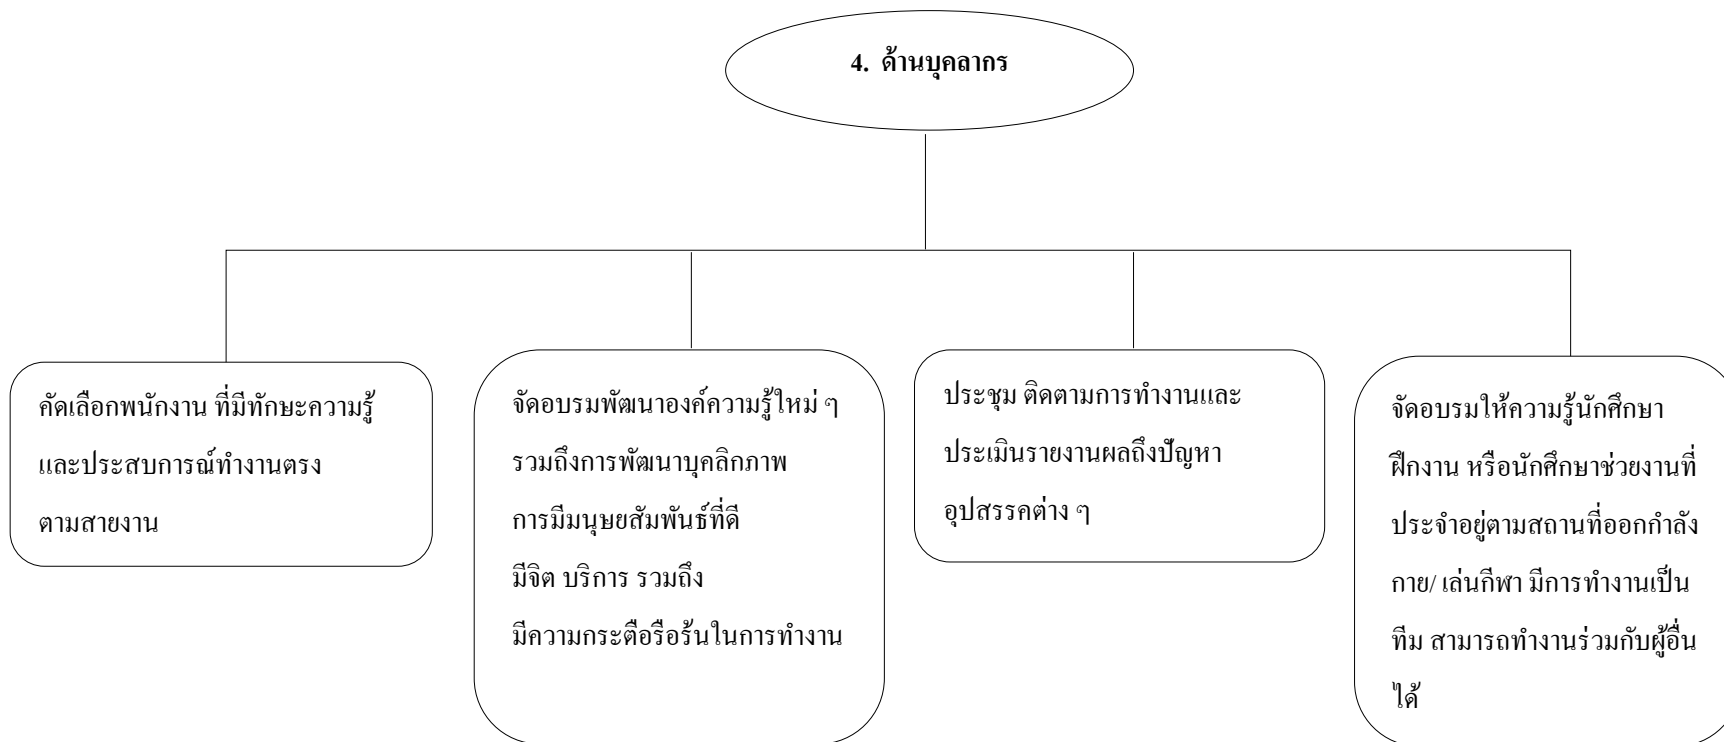 4. ด้านบุคลากร
คัดเลือกพนักงาน ที่มีทักษะความรู้
และประสบการณ์ทำงานตรง
ตามสายงาน
จัดอบรมพัฒนาองค์ความรู้ใหม่ ๆ
รวมถึงการพัฒนาบุคลิกภาพ
การมีมนุษยสัมพันธ์ที่ดี
มีจิต บริการ รวมถึง
มีความกระตือรือร้นในการทำงาน
ประชุม ติดตามการทำงานและ
ประเมินรายงานผลถึงปัญหา
อุปสรรคต่าง ๆ
จัดอบรมให้ความรู้นักศึกษา
ฝึกงาน หรือนักศึกษาช่วยงานที่
ประจำอยู่ตามสถานที่ออกกำลัง
กาย/ เล่นกีฬา มีการทำงานเป็น
ทีม สามารถทำงานร่วมกับผู้อื่น
ได้